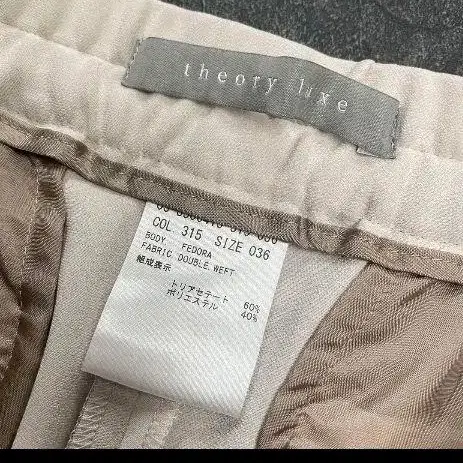 theory luxe
COL 315 SIZE 036
BODY FEDORA
FABRIC DOUBLE WEFT
組成表示
トリアセテート 60%
ポリエステル 40%